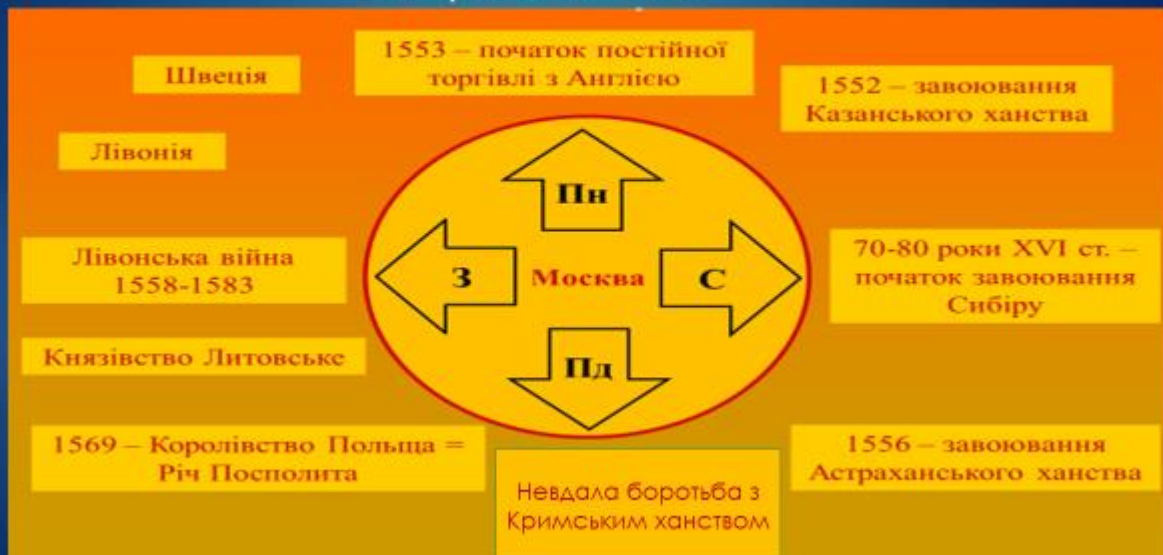 1553 – початок постійної
торгівлі з Англією
Швеція
1552 – завоювання
Казанського ханства
Лівонія
Пн
Лівонська війна
1558-1583
З
Москва
С
70-80 роки XVI ст. –
початок завоювання
Сибіру
Князівство Литовське
Пд
1569 – Королівство Польща =
Річ Посполита
1556 – завоювання
Астраханського ханства
Невдала боротьба з
Кримським ханством